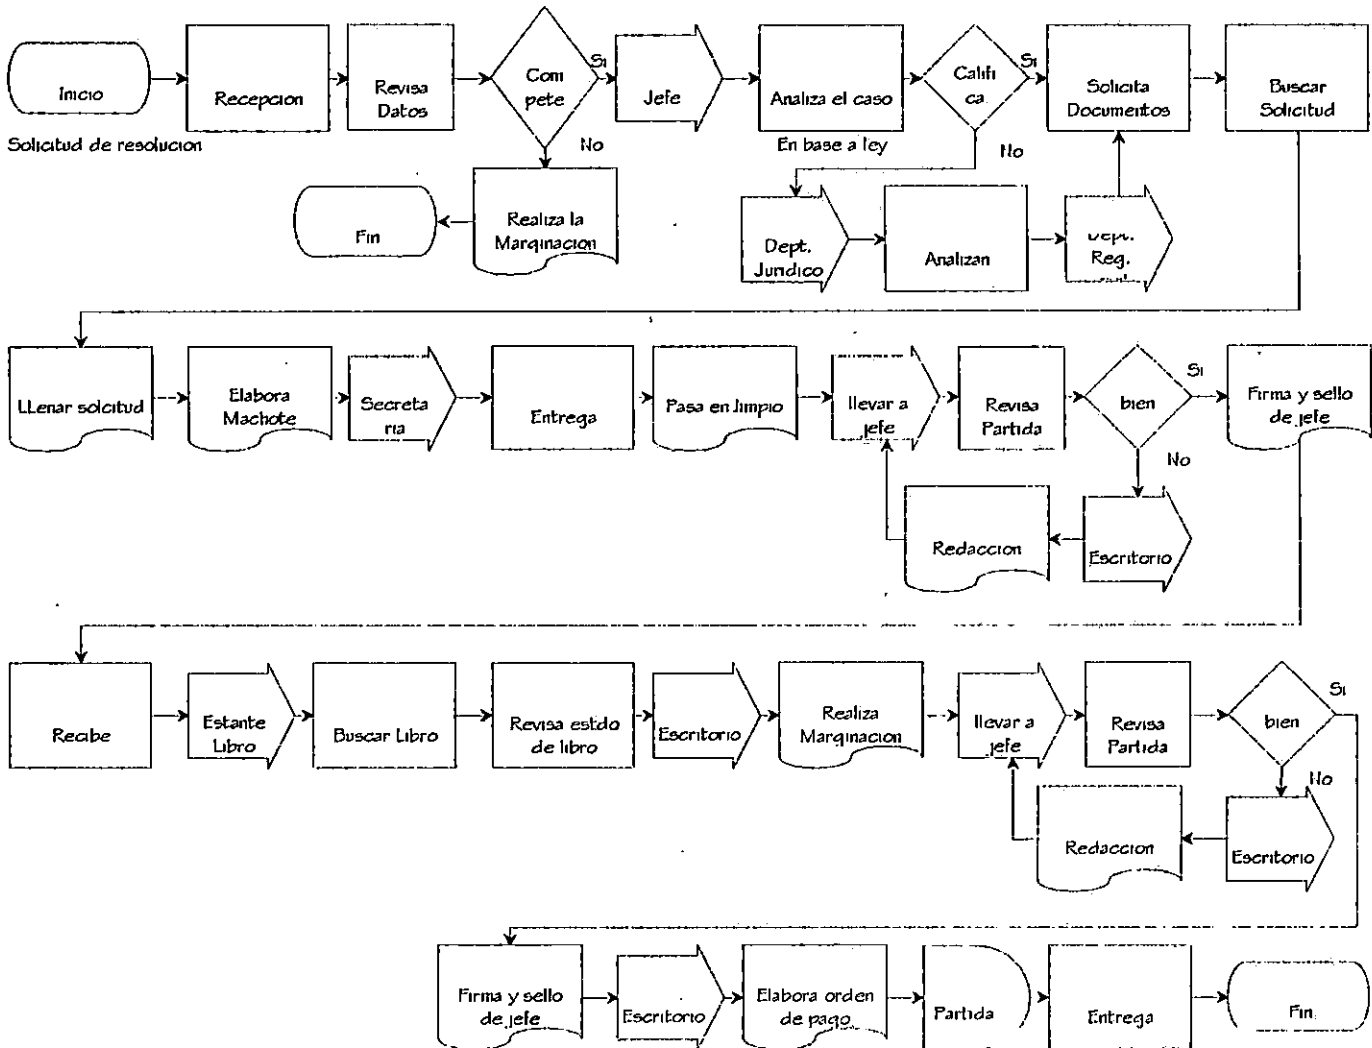 Inicio
Solicitud de resolucion
Recepcion
Revisa
Datos
Com
pete
Si
No
Realiza la
Marginacion
Fin
Jefe
Analiza el caso
En base a ley
Califi
ca
Si
No
Dept.
Juridico
Analizan
Dept.
Reg.
Solicita
Documentos
Buscar
Solicitud
LLenar solcitud
Elabora
Machote
Secreta
ria
Entrega
Pasa en limpio
llevar a
jefe
Revisa
Partida
bien
Si
No
Escritorio
Redaccion
Firma y sello
de jefe
Recibe
Estante
Libro
Buscar Libro
Revisa estdo
de libro
Escritorio
Realiza
Marginacion
llevar a
jefe
Revisa
Partida
bien
Si
No
Escritorio
Redaccion
Firma y sello
de jefe
Escritorio
Elabora orden
de pago
Partida
Entrega
Fin